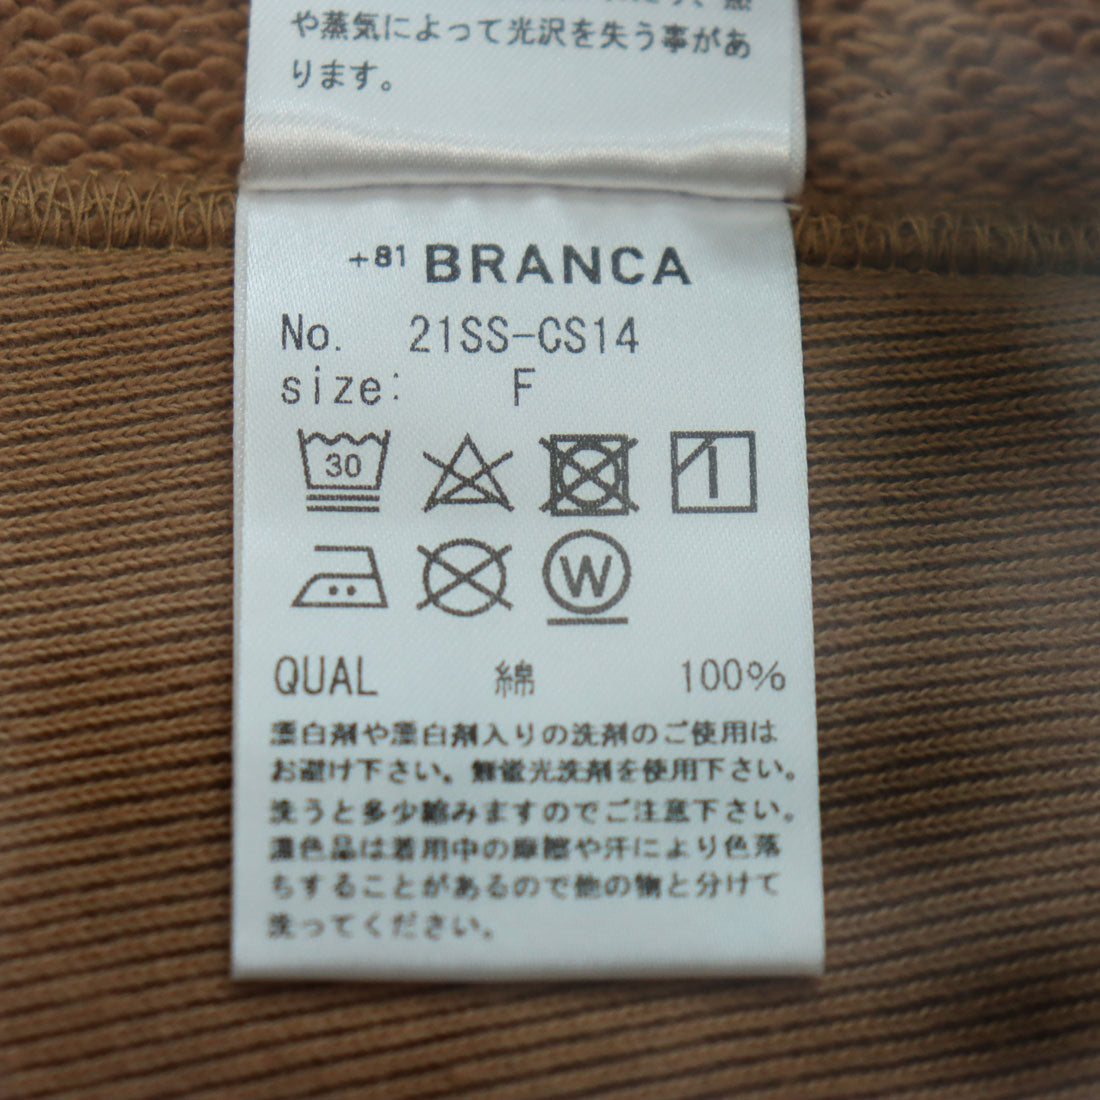 や蒸気によって光沢を失う事があ
ります。
+81 BRANCA
No. 21SS-CS14
size: F
30
W
QUAL 綿 100%
漂白剤や漂白剤入りの洗剤のご使用は
お避け下さい。無蛍光洗剤を使用下さい。
洗うと多少縮みますのでご注意下さい。
濃色品は着用中の摩擦や汗により色落
ちすることがあるので他の物と分けて
洗ってください。